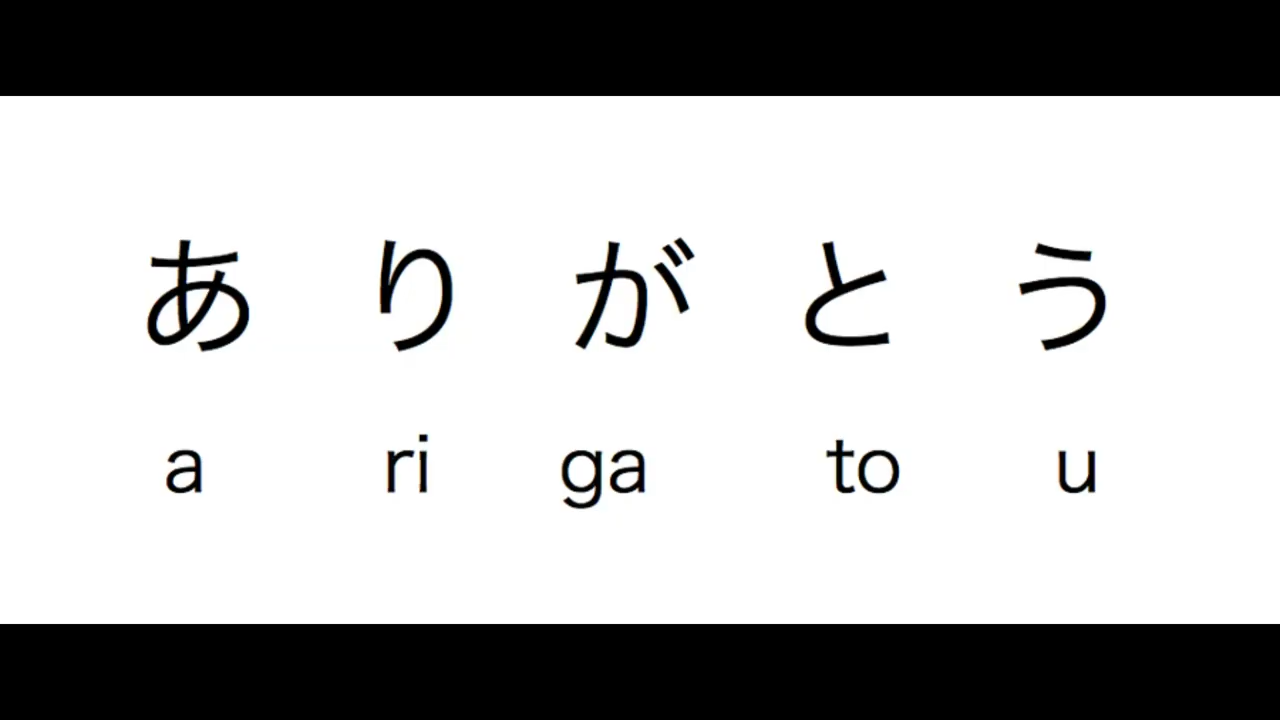 あ り が と う
a ri ga to u